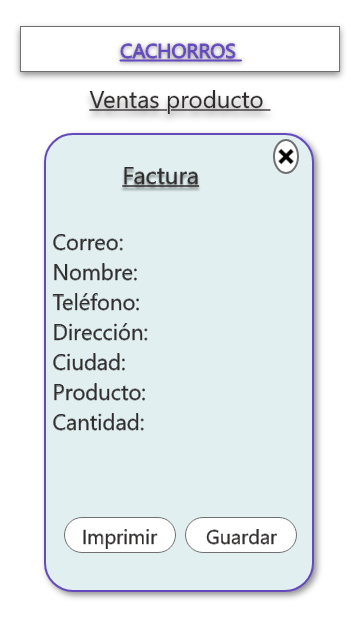 CACHORROS
Ventas producto
Factura
Correo:
Nombre:
Teléfono:
Dirección:
Ciudad:
Producto:
Cantidad:
Imprimir Guardar